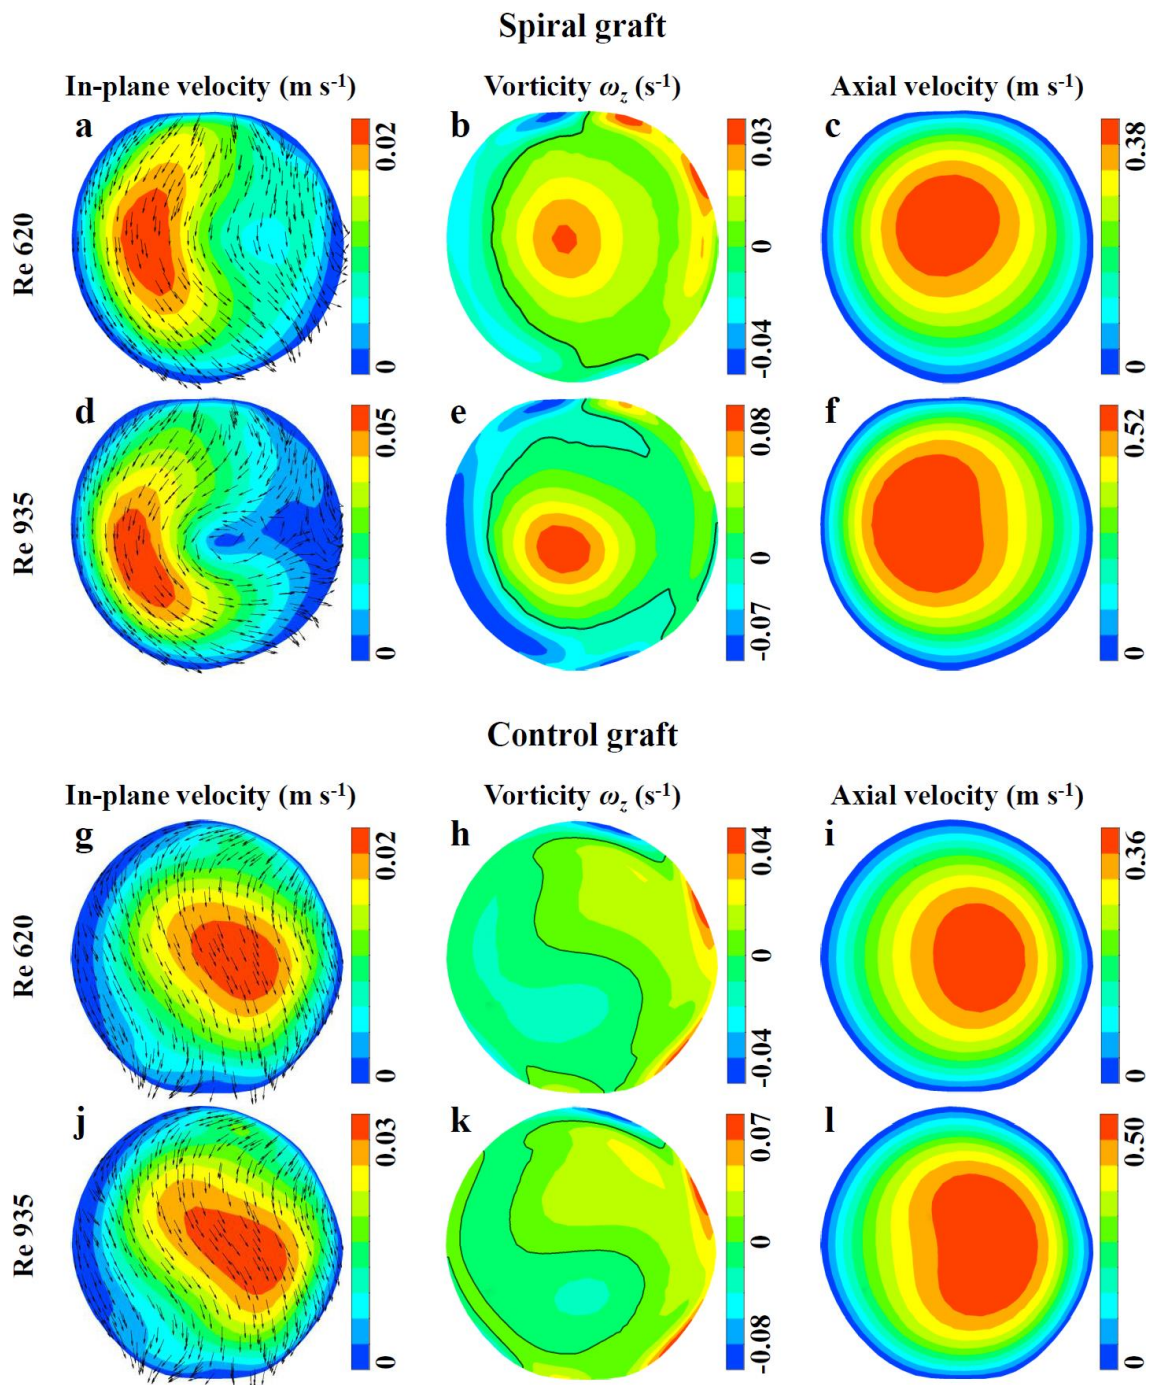 Spiral graft
In-plane velocity (m s-1) Vorticity ωz (s-1) Axial velocity (m s-1)
Re 620
a 0.02 0
b 0.03 0 -0.04
c 0.38 0
Re 935
d 0.05 0
e 0.08 0 -0.07
f 0.52 0
Control graft
In-plane velocity (m s-1) Vorticity ωz (s-1) Axial velocity (m s-1)
Re 620
g 0.02 0
h 0.04 0 -0.04
i 0.36 0
Re 935
j 0.03 0
k 0.07 0 -0.08
l 0.50 0